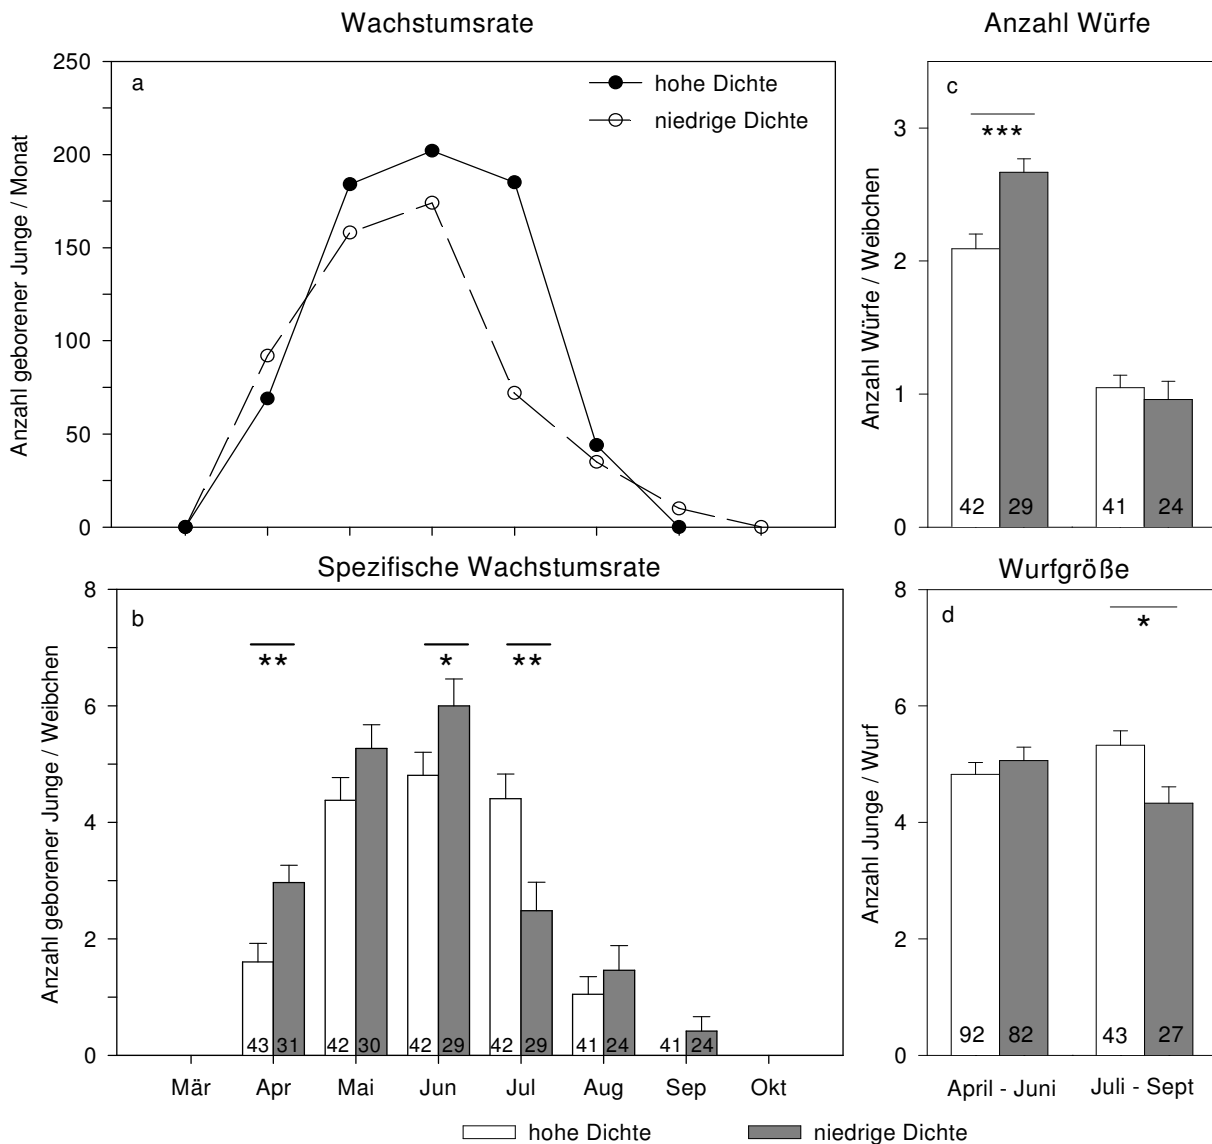 Wachstumsrate
Anzahl Würfe
a
hohe Dichte
niedrige Dichte
Anzahl geborener Junge / Monat
250
200
150
100
50
0
c
***
Anzahl Würfe / Weibchen
3
2
1
0
42 29 41 24
Spezifische Wachstumsrate
Wurfgröße
b
** * **
Anzahl geborener Junge / Weibchen
8
6
4
2
0
43 31 42 30 42 29 42 29 41 24 41 24
Mär Apr Mai Jun Jul Aug Sep Okt
d
*
Anzahl Junge / Wurf
8
6
4
2
0
92 82 43 27
April - Juni Juli - Sept
hohe Dichte niedrige Dichte